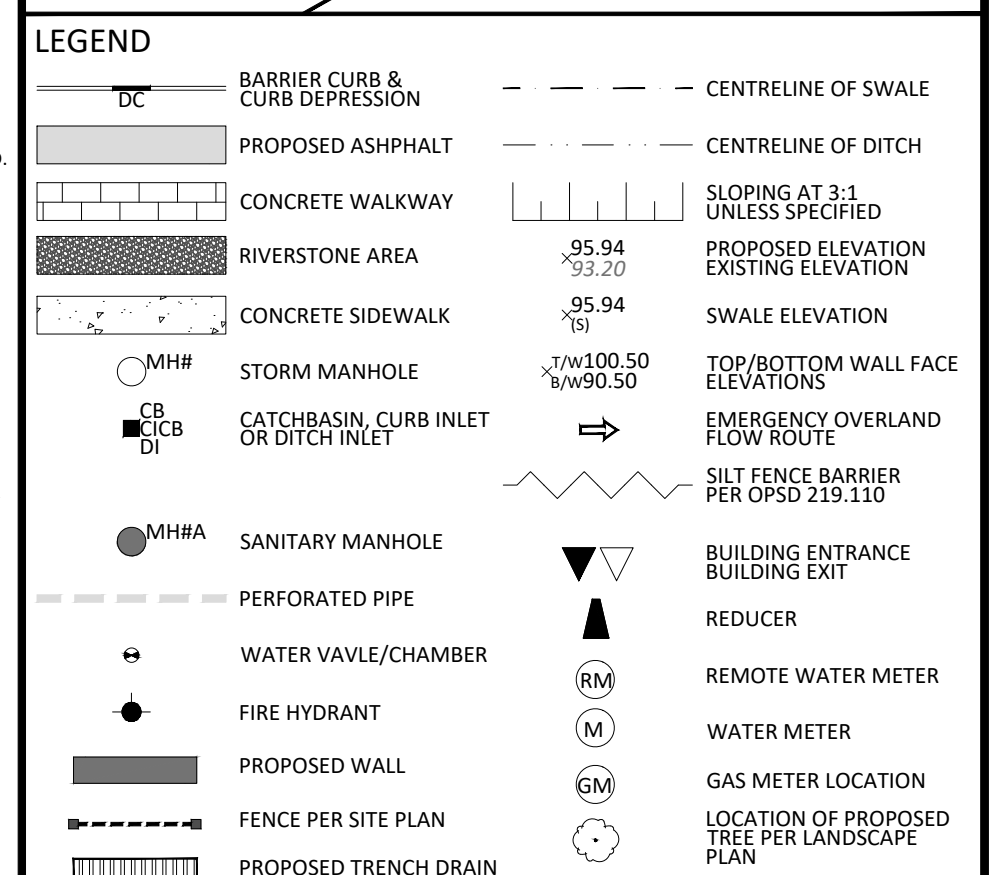 LEGEND
DC
BARRIER CURB &
CURB DEPRESSION
PROPOSED ASHPHALT
CONCRETE WALKWAY
RIVERSTONE AREA
CONCRETE SIDEWALK
MH#
STORM MANHOLE
CB
CICB
DI
CATCHBASIN, CURB INLET
OR DITCH INLET
MH#A
SANITARY MANHOLE
PERFORATED PIPE
WATER VAVLE/CHAMBER
FIRE HYDRANT
PROPOSED WALL
FENCE PER SITE PLAN
PROPOSED TRENCH DRAIN
CENTRELINE OF SWALE
CENTRELINE OF DITCH
SLOPING AT 3:1
UNLESS SPECIFIED
×95.94
93.20
PROPOSED ELEVATION
EXISTING ELEVATION
×95.94
(S)
SWALE ELEVATION
×T/W100.50
B/W90.50
TOP/BOTTOM WALL FACE
ELEVATIONS
EMERGENCY OVERLAND
FLOW ROUTE
SILT FENCE BARRIER
PER OPSD 219.110
BUILDING ENTRANCE
BUILDING EXIT
REDUCER
RM
REMOTE WATER METER
M
WATER METER
GM
GAS METER LOCATION
LOCATION OF PROPOSED
TREE PER LANDSCAPE
PLAN